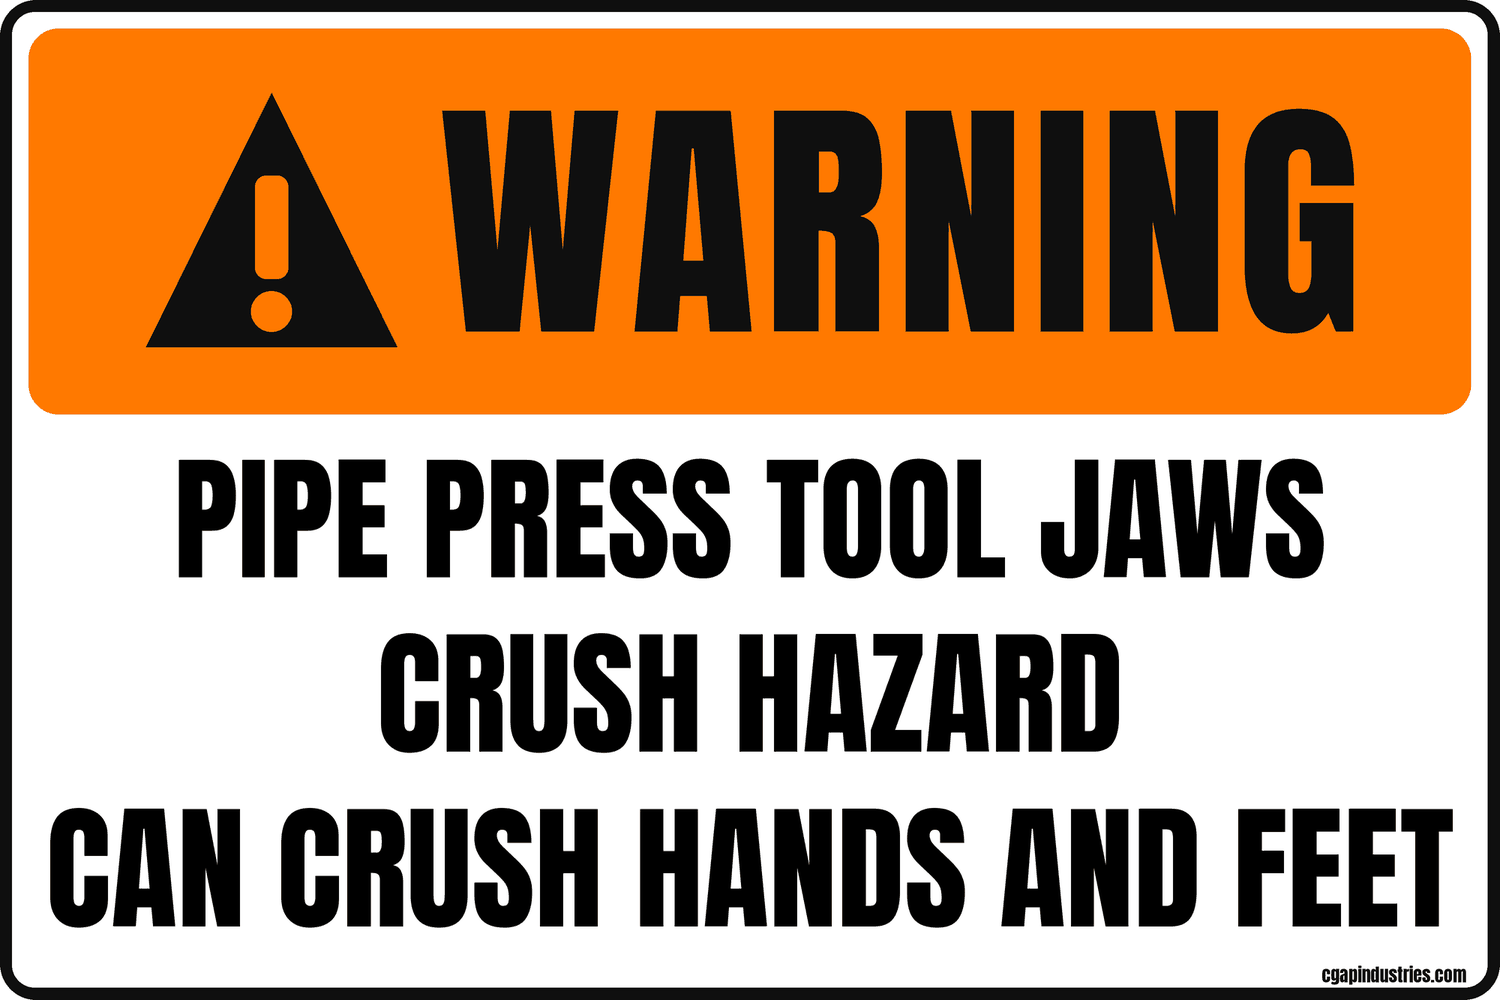 WARNING
PIPE PRESS TOOL JAWS
CRUSH HAZARD
CAN CRUSH HANDS AND FEET
cgapindustries.com